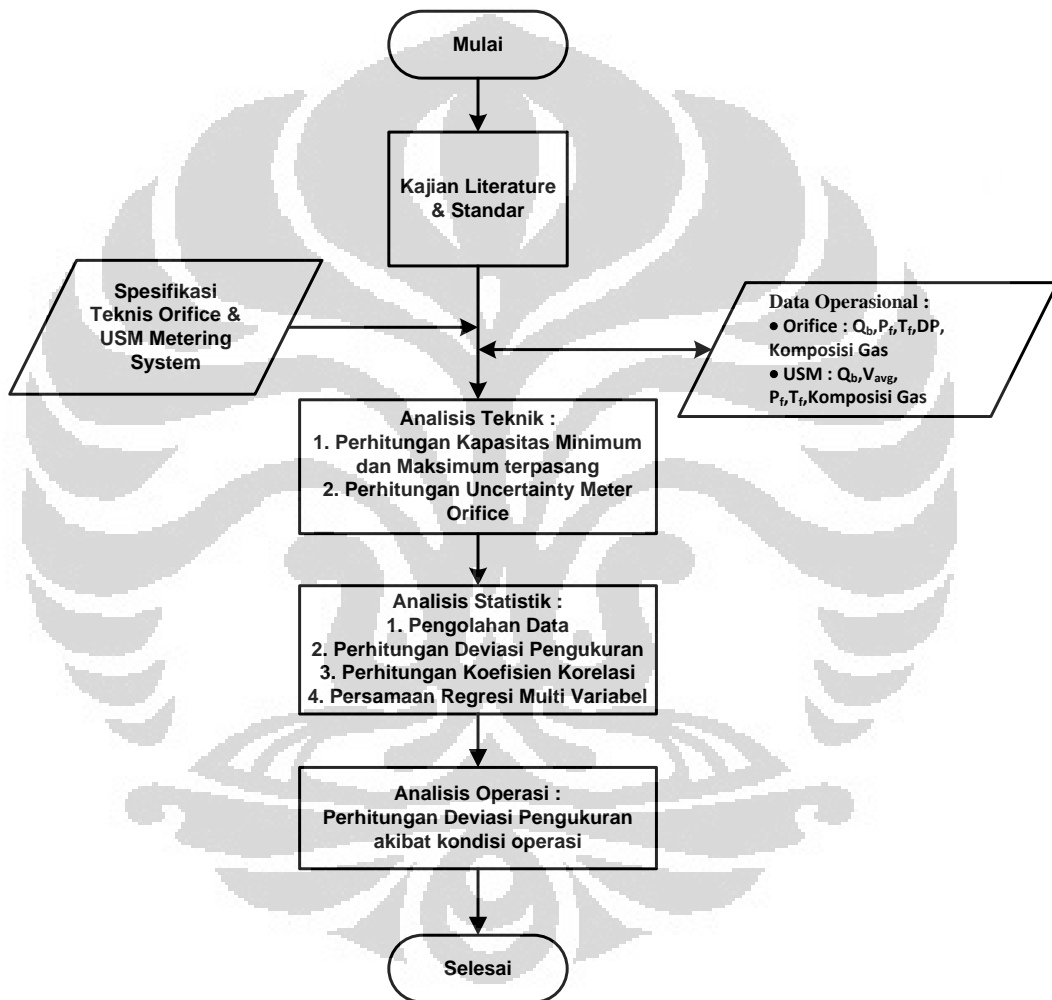 Mulai
Kajian Literature
& Standar
Spesifikasi
Teknis Orifice &
USM Metering
System
Data Operasional :
• Orifice : Qb,Pf,Tf,DP,
Komposisi Gas
• USM : Qb,Vavg,
Pf,Tf,Komposisi Gas
Analisis Teknik :
1. Perhitungan Kapasitas Minimum
dan Maksimum terpasang
2. Perhitungan Uncertainty Meter
Orifice
Analisis Statistik :
1. Pengolahan Data
2. Perhitungan Deviasi Pengukuran
3. Perhitungan Koefisien Korelasi
4. Persamaan Regresi Multi Variabel
Analisis Operasi :
Perhitungan Deviasi Pengukuran
akibat kondisi operasi
Selesai